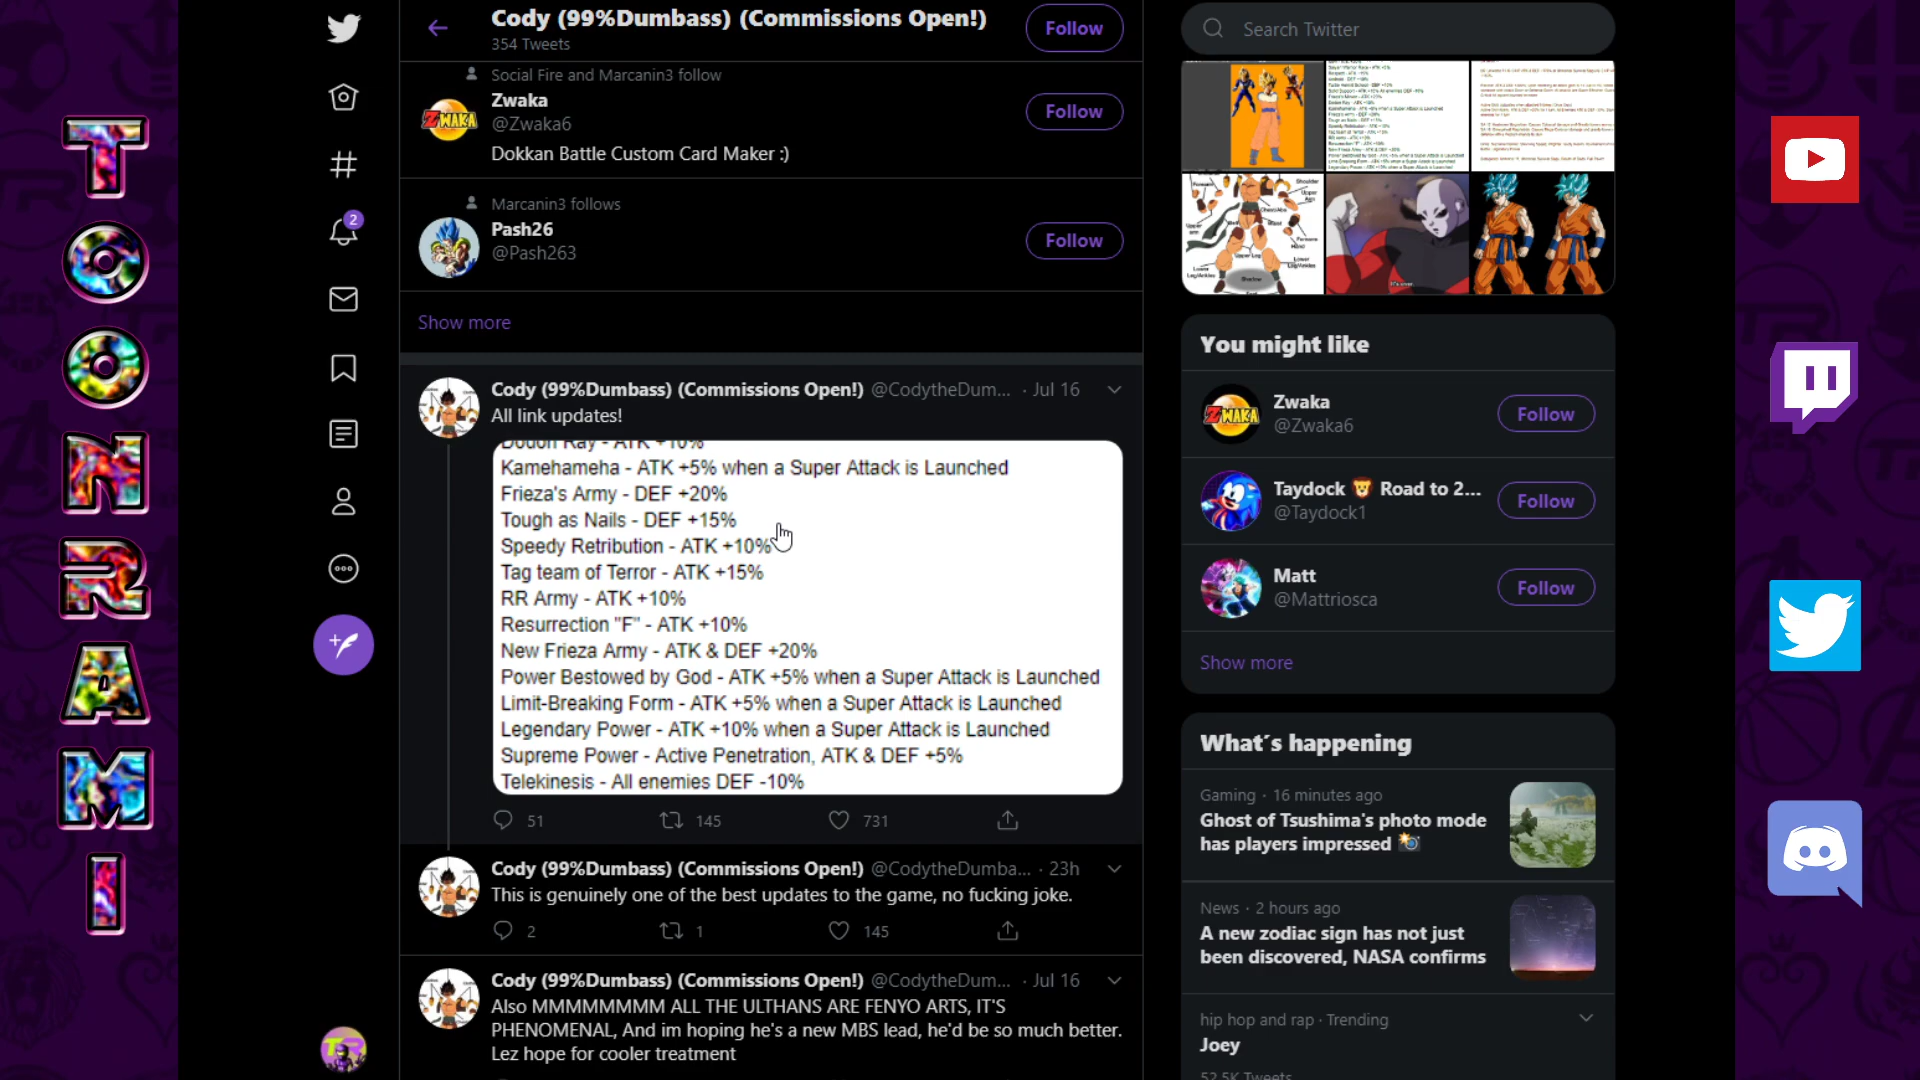 T
O
O
N
R
A
M
I
Cody (99%Dumbass) (Commissions Open!)
354 Tweets
Follow
Social Fire and Marcanin3 follow
Zwaka
@Zwaka6
Follow
Dokkan Battle Custom Card Maker :)
Marcanin3 follows
Pash26
@Pash263
Follow
Show more
Cody (99%Dumbass) (Commissions Open!) @CodytheDum... · Jul 16
All link updates!
Dodon Ray - ATK +10%
Kamehameha - ATK +5% when a Super Attack is Launched
Frieza's Army - DEF +20%
Tough as Nails - DEF +15%
Speedy Retribution - ATK +10%
Tag team of Terror - ATK +15%
RR Army - ATK +10%
Resurrection "F" - ATK +10%
New Frieza Army - ATK & DEF +20%
Power Bestowed by God - ATK +5% when a Super Attack is Launched
Limit-Breaking Form - ATK +5% when a Super Attack is Launched
Legendary Power - ATK +10% when a Super Attack is Launched
Supreme Power - Active Penetration, ATK & DEF +5%
Telekinesis - All enemies DEF -10%
51 145 731
Cody (99%Dumbass) (Commissions Open!) @CodytheDumba... · 23h
This is genuinely one of the best updates to the game, no fucking joke.
2 1 145
Cody (99%Dumbass) (Commissions Open!) @CodytheDum... · Jul 16
Also MMMMMMMM ALL THE ULTHANS ARE FENYO ARTS, IT'S
PHENOMENAL, And im hoping he's a new MBS lead, he'd be so much better.
Lez hope for cooler treatment
2
Search Twitter
You might like
Zwaka
@Zwaka6
Follow
Taydock 🦁 Road to 2...
@Taydock1
Follow
Matt
@Mattriosca
Follow
Show more
What's happening
Gaming · 16 minutes ago
Ghost of Tsushima's photo mode
has players impressed 📸
News · 2 hours ago
A new zodiac sign has not just
been discovered, NASA confirms
hip hop and rap · Trending
Joey
52.5K Tweets